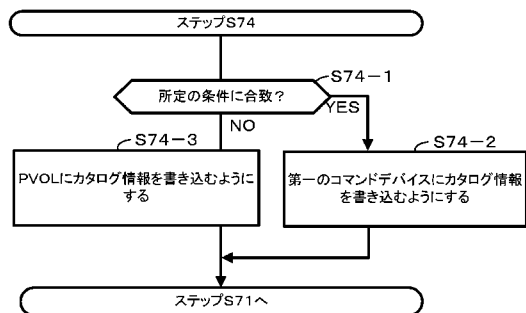 ステップS74
S74-1
所定の条件に合致?
YES
NO
S74-3
S74-2
PVOLにカタログ情報を書き込むように
する
第一のコマンドデバイスにカタログ情報
を書き込むようにする
ステップS71へ